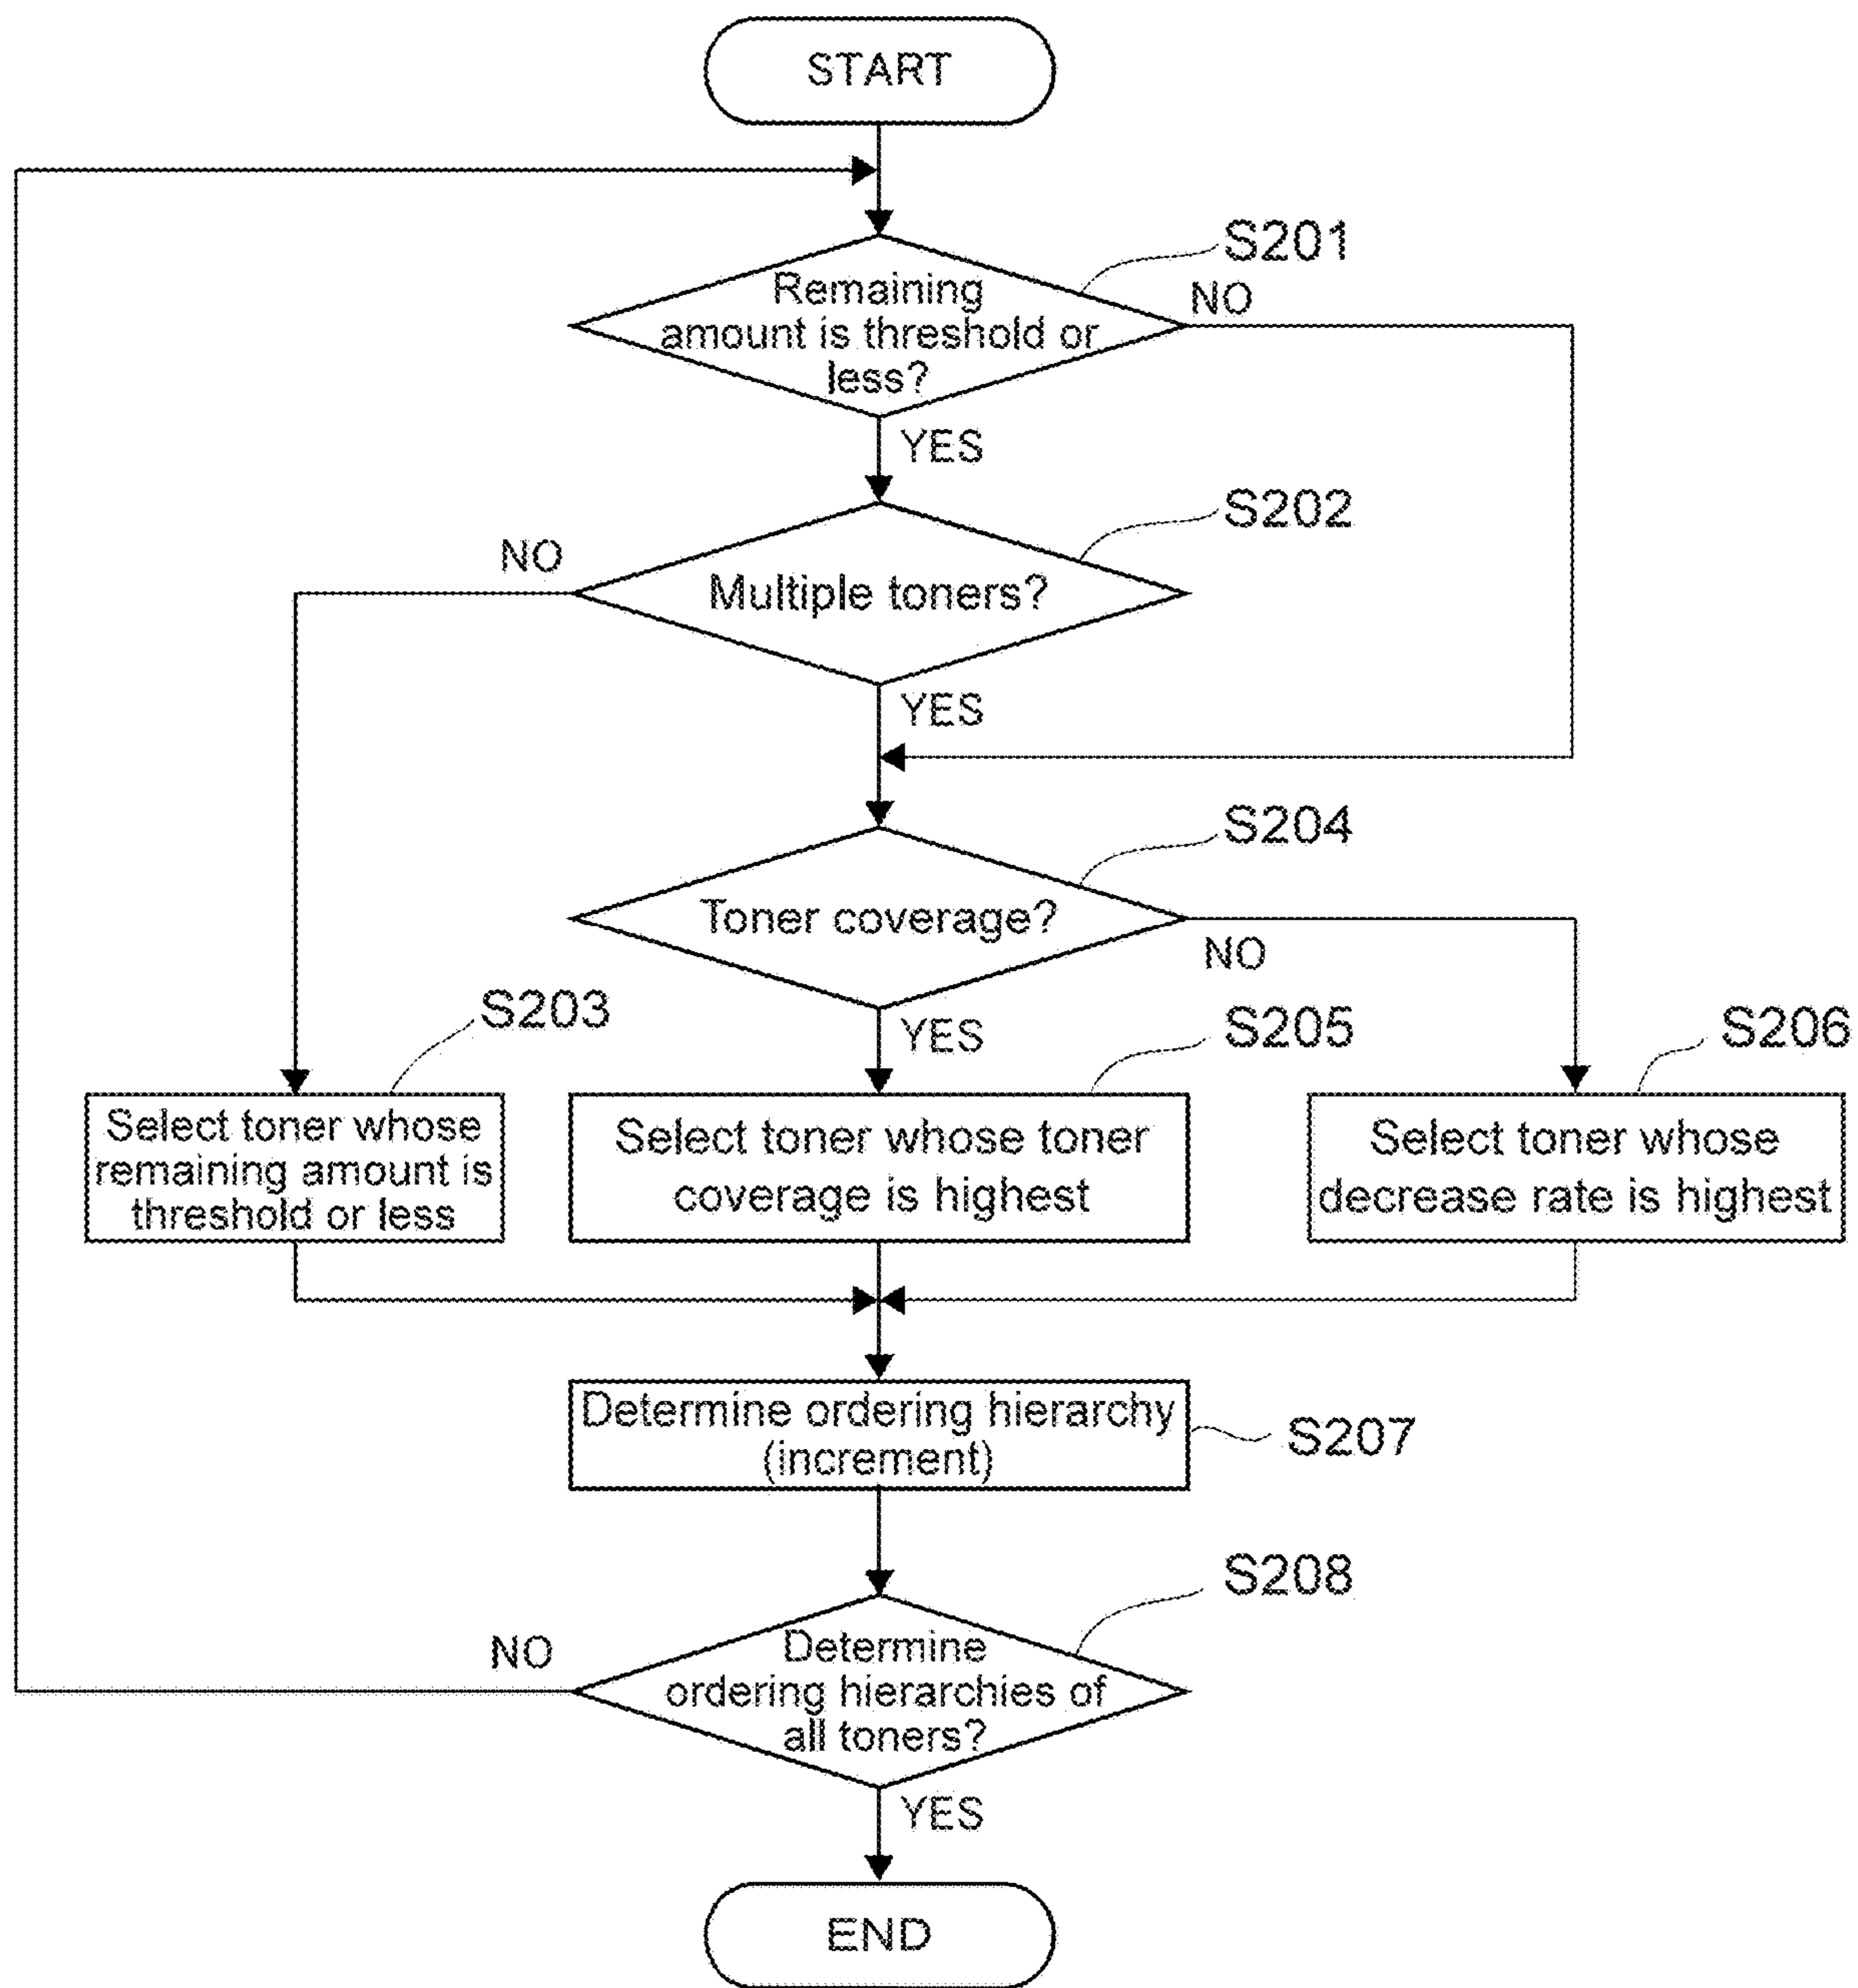 START
S201
Remaining
amount is threshold or
less?
NO
YES
S202
NO
Multiple toners?
YES
S204
Toner coverage?
NO
YES
S203
S205
S206
Select toner whose
remaining amount is
threshold or less
Select toner whose toner
coverage is highest
Select toner whose
decrease rate is highest
Determine ordering hierarchy
(increment)
S207
S208
NO
Determine
ordering hierarchies of
all toners?
YES
END